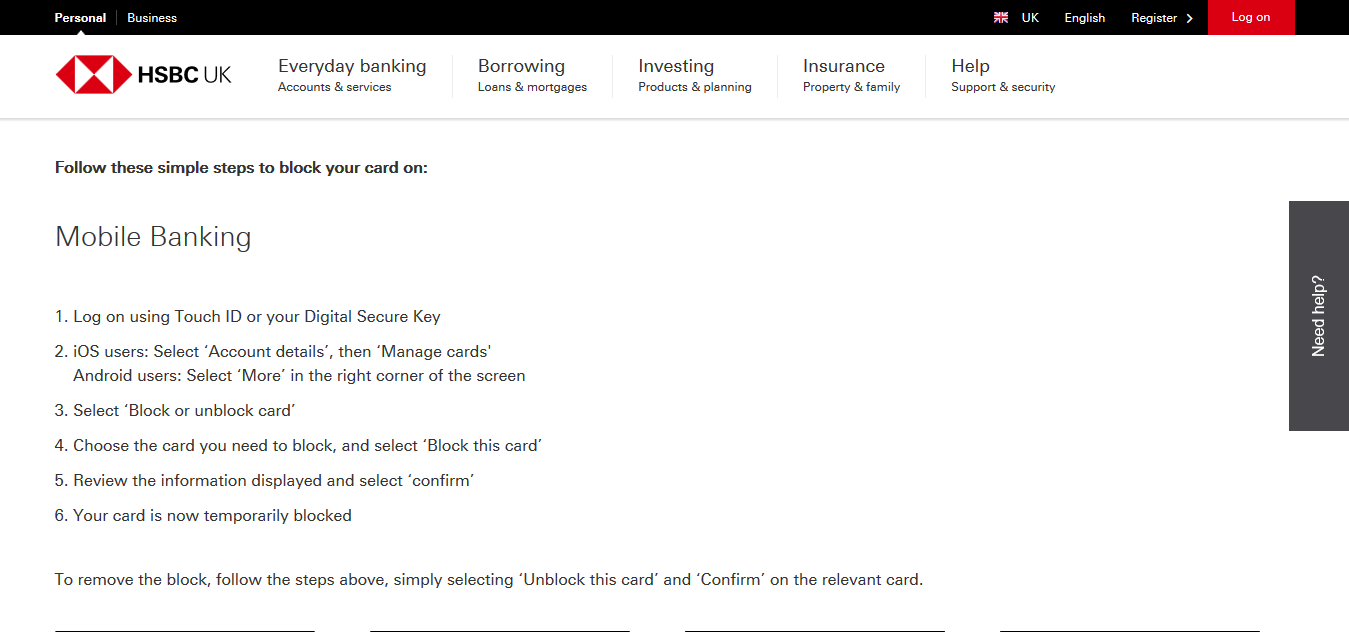 Personal Business UK English Register Log on
HSBC UK
Everyday banking Borrowing Investing Insurance Help
Accounts & services Loans & mortgages Products & planning Property & family Support & security
Follow these simple steps to block your card on:
Mobile Banking
1. Log on using Touch ID or your Digital Secure Key
2. iOS users: Select ‘Account details’, then ‘Manage cards'
Android users: Select ‘More’ in the right corner of the screen
3. Select ‘Block or unblock card’
4. Choose the card you need to block, and select ‘Block this card’
5. Review the information displayed and select ‘confirm’
6. Your card is now temporarily blocked
To remove the block, follow the steps above, simply selecting ‘Unblock this card’ and ‘Confirm’ on the relevant card.
Need help?